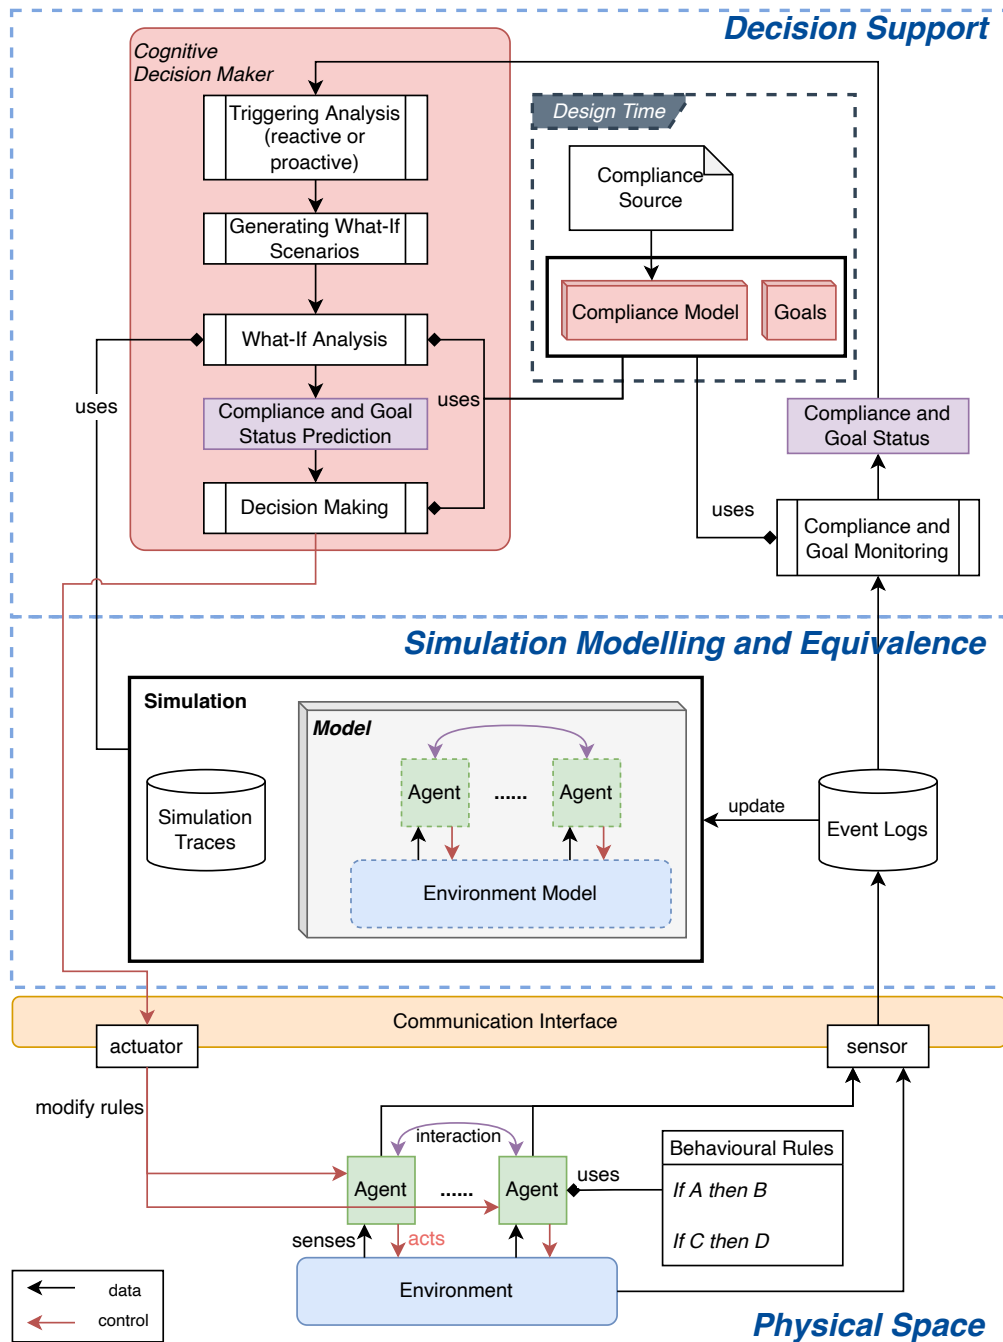 Decision Support
Cognitive
Decision Maker
Triggering Analysis
(reactive or
proactive)
Generating What-If
Scenarios
What-If Analysis
Compliance and Goal
Status Prediction
Decision Making
uses
uses
Design Time
Compliance
Source
Compliance Model
Goals
uses
Compliance and
Goal Status
Compliance and
Goal Monitoring
Simulation Modelling and Equivalence
Simulation
Model
Agent
......
Agent
Simulation
Traces
Environment Model
update
Event Logs
Communication Interface
actuator
sensor
modify rules
interaction
Agent
......
Agent
uses
Behavioural Rules
If A then B
If C then D
senses
acts
Environment
data
control
Physical Space